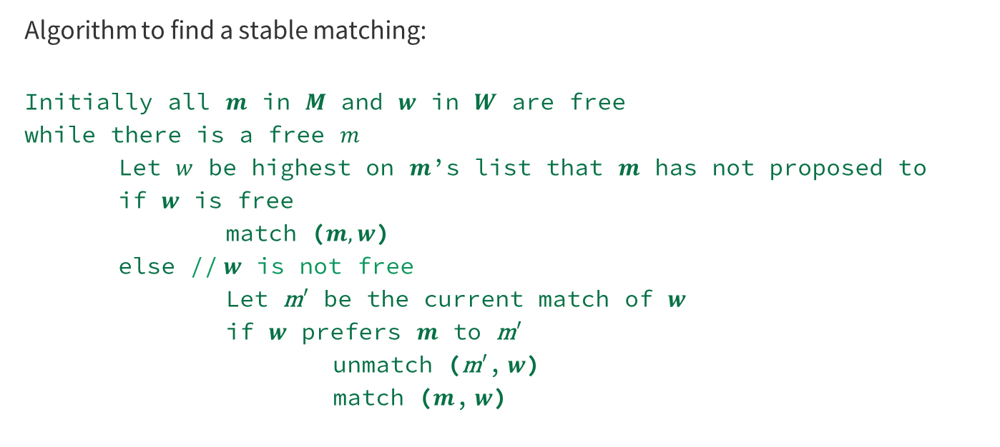 Algorithm to find a stable matching:
Initially all m in M and w in W are free
while there is a free m
Let w be highest on m’s list that m has not proposed to
if w is free
match (m,w)
else // w is not free
Let m′ be the current match of w
if w prefers m to m′
unmatch (m′, w)
match (m, w)